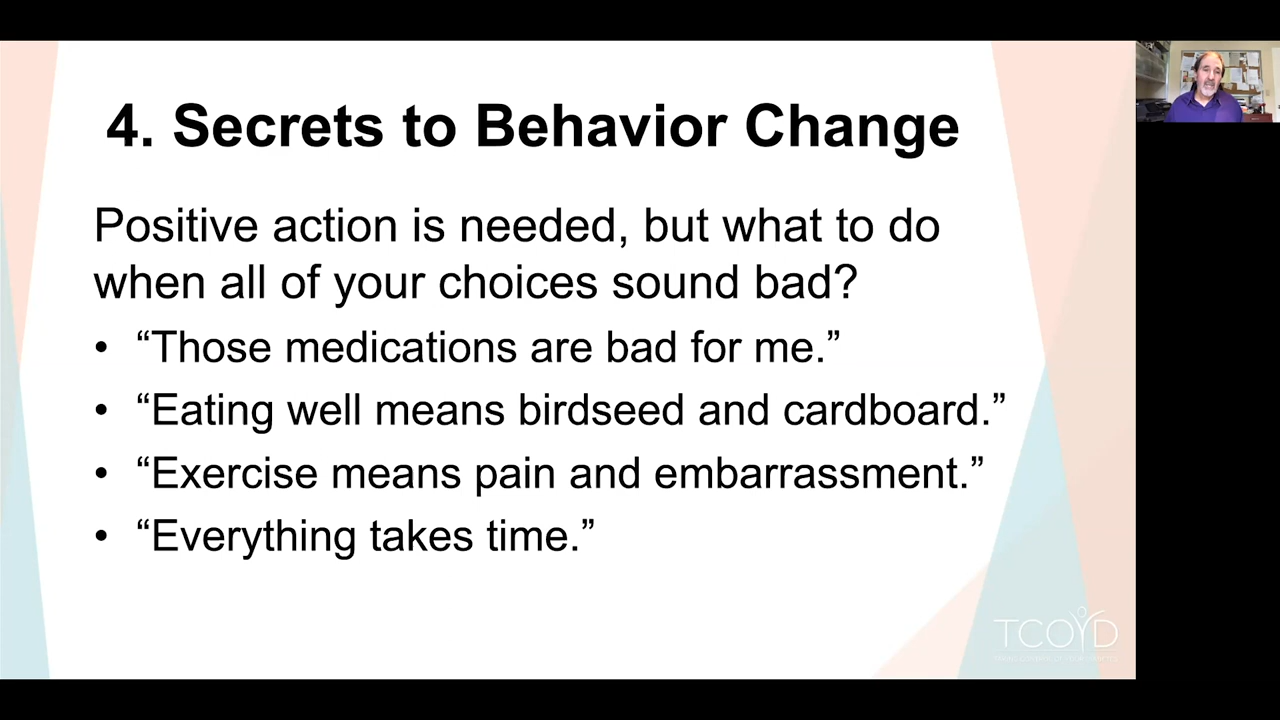 4. Secrets to Behavior Change
Positive action is needed, but what to do
when all of your choices sound bad?
• “Those medications are bad for me.”
• “Eating well means birdseed and cardboard.”
• “Exercise means pain and embarrassment.”
• “Everything takes time.”
TCOYD